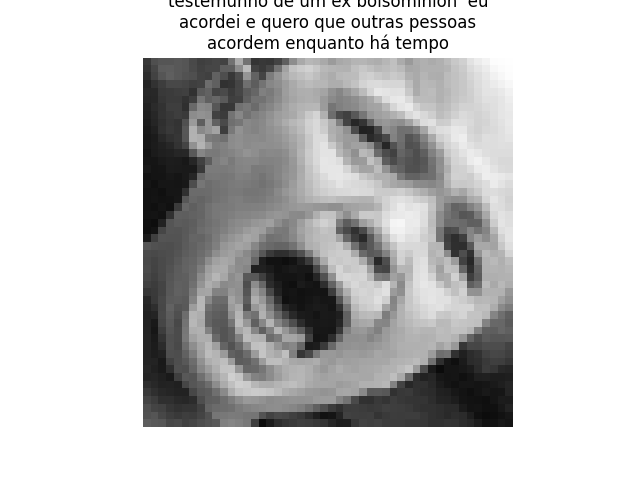 testemunho de um ex bolsominion  eu
acordei e quero que outras pessoas
acordem enquanto há tempo